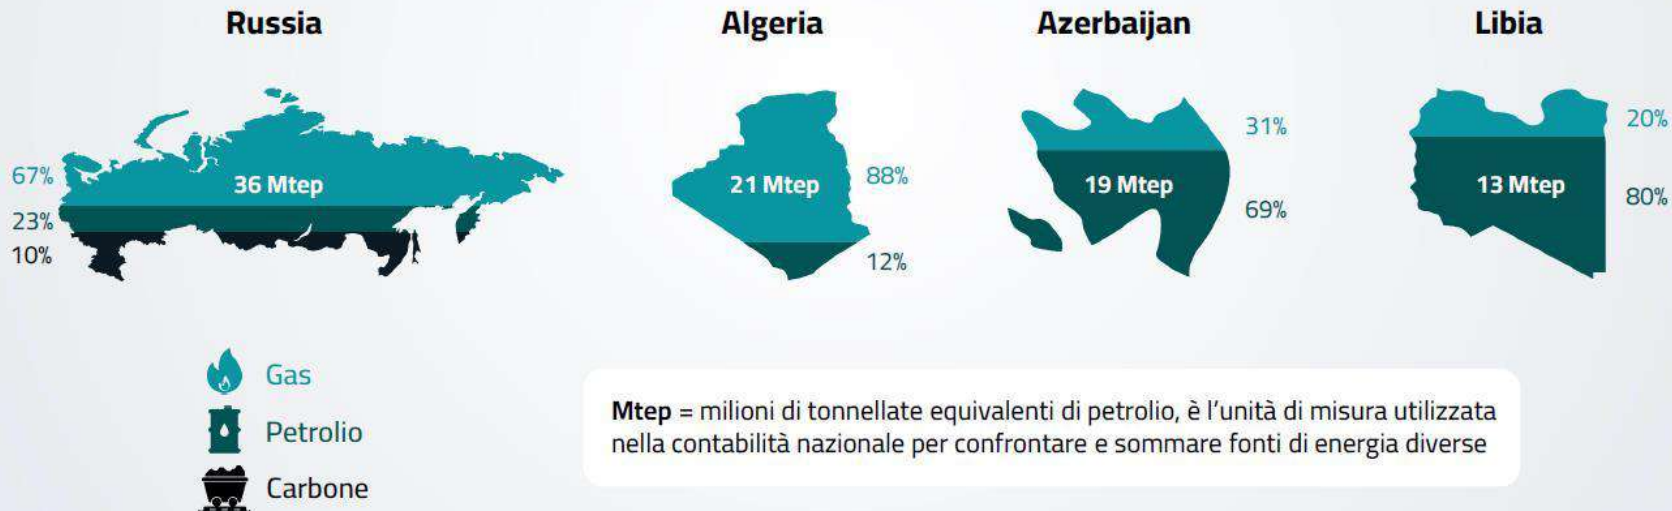 Russia
Algeria
Azerbaijan
Libia
67%
23%
10%
36 Mtep
21 Mtep
88%
12%
19 Mtep
31%
69%
13 Mtep
20%
80%
Gas
Petrolio
Carbone
Mtep = milioni di tonnellate equivalenti di petrolio, è l'unità di misura utilizzata
nella contabilità nazionale per confrontare e sommare fonti di energia diverse